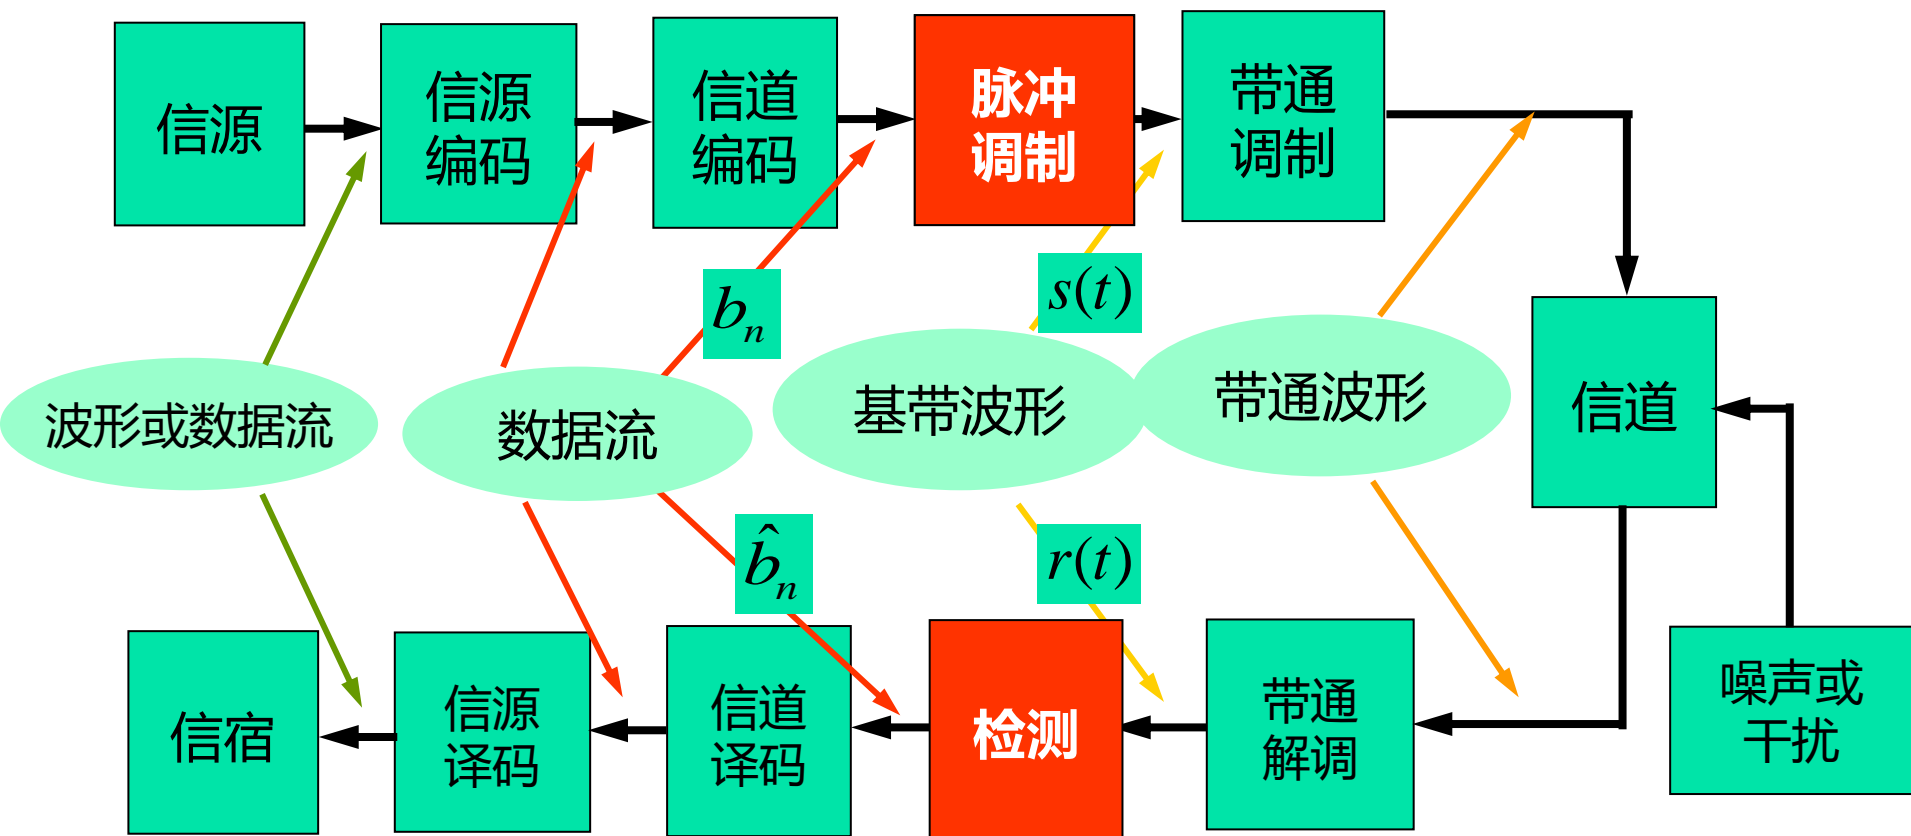 信源
信源
编码
信道
编码
脉冲
调制
带通
调制
b_n
s(t)
波形或数据流
数据流
基带波形
带通波形
信道
b̂_n
r(t)
信宿
信源
译码
信道
译码
检测
带通
解调
噪声或
干扰